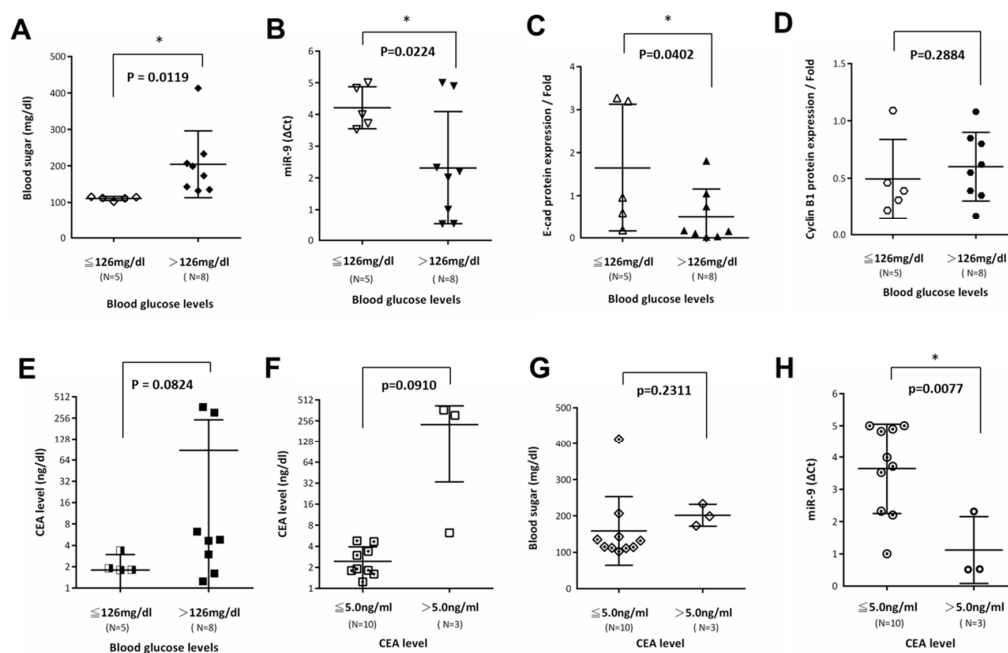 A
*
P = 0.0119
Blood sugar (mg/dl)
500
400
300
200
100
0
≦126mg/dl
>126mg/dl
(N=5)
( N=8)
Blood glucose levels
B
*
P=0.0224
miR-9 (ΔCt)
6
5
4
3
2
1
0
≦126mg/dl
>126mg/dl
(N=5)
(N=8)
Blood glucose levels
C
*
P=0.0402
E-cad protein expression / Fold
4
3
2
1
0
≦126mg/dl
>126mg/dl
(N=5)
( N=8)
Blood glucose levels
D
P=0.2884
Cyclin B1 protein expression / Fold
1.5
1.0
0.5
0.0
≦126mg/dl
>126mg/dl
(N=5)
( N=8)
Blood glucose levels
E
P = 0.0824
CEA level (ng/dl)
512
256
128
64
32
16
8
4
2
1
≦126mg/dl
>126mg/dl
(N=5)
( N=8)
Blood glucose levels
F
p=0.0910
CEA level (ng/dl)
512
256
128
64
32
16
8
4
2
1
≦5.0ng/ml
>5.0ng/ml
(N=10)
( N=3)
CEA level
G
p=0.2311
Blood sugar (mg/dl)
500
400
300
200
100
0
≦5.0ng/ml
>5.0ng/ml
(N=10)
( N=3)
CEA level
H
*
p=0.0077
miR-9 (ΔCt)
6
5
4
3
2
1
0
≦5.0ng/ml
>5.0ng/ml
(N=10)
( N=3)
CEA level